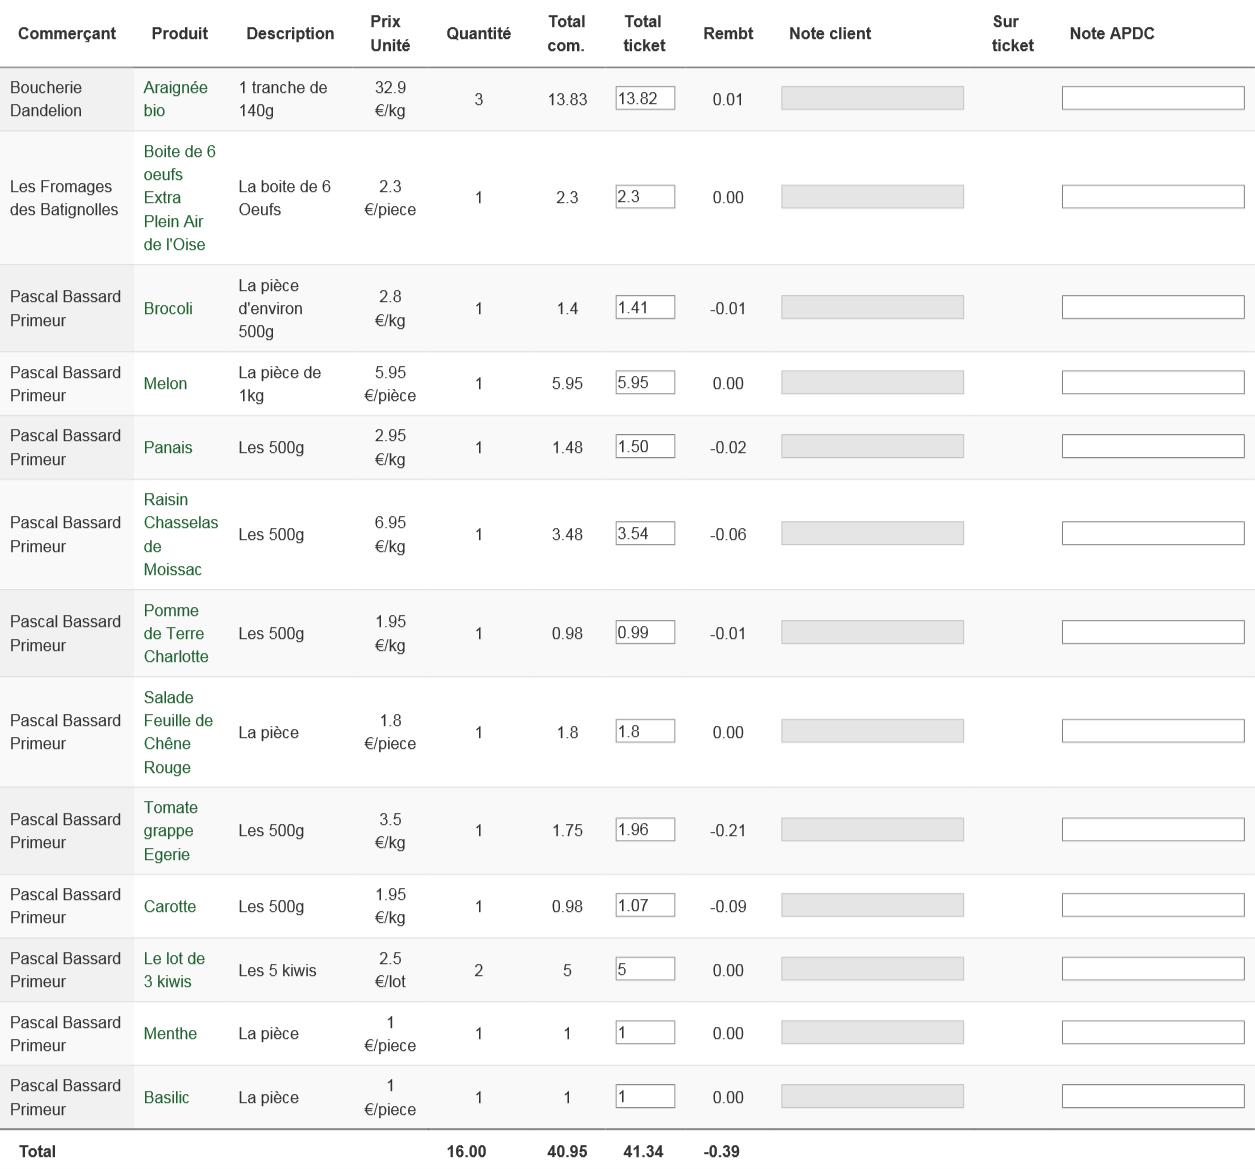 Commerçant Produit Description Prix Unité Quantité Total com. Total ticket Rembt Note client Sur ticket Note APDC
Boucherie Dandelion Araignée bio 1 tranche de 140g 32.9 €/kg 3 13.83 13.82 0.01
Les Fromages des Batignolles Boite de 6 oeufs Extra Plein Air de l'Oise La boite de 6 Oeufs 2.3 €/piece 1 2.3 2.3 0.00
Pascal Bassard Primeur Brocoli La pièce d'environ 500g 2.8 €/kg 1 1.4 1.41 -0.01
Pascal Bassard Primeur Melon La pièce de 1kg 5.95 €/pièce 1 5.95 5.95 0.00
Pascal Bassard Primeur Panais Les 500g 2.95 €/kg 1 1.48 1.50 -0.02
Pascal Bassard Primeur Raisin Chasselas de Moissac Les 500g 6.95 €/kg 1 3.48 3.54 -0.06
Pascal Bassard Primeur Pomme de Terre Charlotte Les 500g 1.95 €/kg 1 0.98 0.99 -0.01
Pascal Bassard Primeur Salade Feuille de Chêne Rouge La pièce 1.8 €/piece 1 1.8 1.8 0.00
Pascal Bassard Primeur Tomate grappe Egerie Les 500g 3.5 €/kg 1 1.75 1.96 -0.21
Pascal Bassard Primeur Carotte Les 500g 1.95 €/kg 1 0.98 1.07 -0.09
Pascal Bassard Primeur Le lot de 3 kiwis Les 5 kiwis 2.5 €/lot 2 5 5 0.00
Pascal Bassard Primeur Menthe La pièce 1 €/piece 1 1 1 0.00
Pascal Bassard Primeur Basilic La pièce 1 €/piece 1 1 1 0.00
Total 16.00 40.95 41.34 -0.39